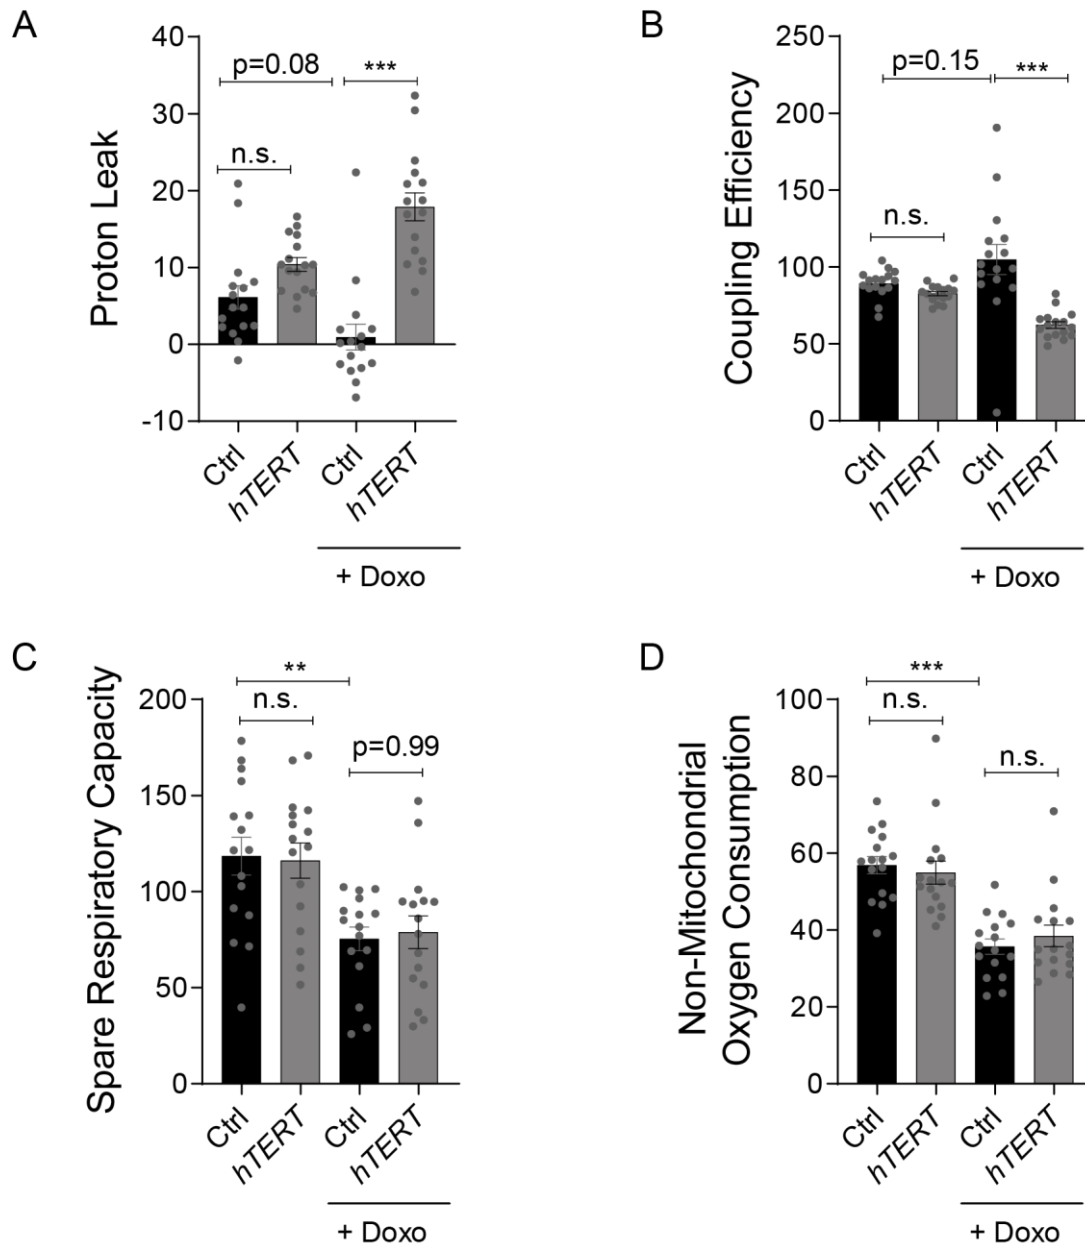 A
Proton Leak
40
30
20
10
0
-10
p=0.08
***
n.s.
Ctrl
hTERT
Ctrl
hTERT
+ Doxo
B
Coupling Efficiency
250
200
150
100
50
0
p=0.15
***
n.s.
Ctrl
hTERT
Ctrl
hTERT
+ Doxo
C
Spare Respiratory Capacity
200
150
100
50
0
**
n.s.
p=0.99
Ctrl
hTERT
Ctrl
hTERT
+ Doxo
D
Non-Mitochondrial
Oxygen Consumption
100
80
60
40
20
0
***
n.s.
n.s.
Ctrl
hTERT
Ctrl
hTERT
+ Doxo